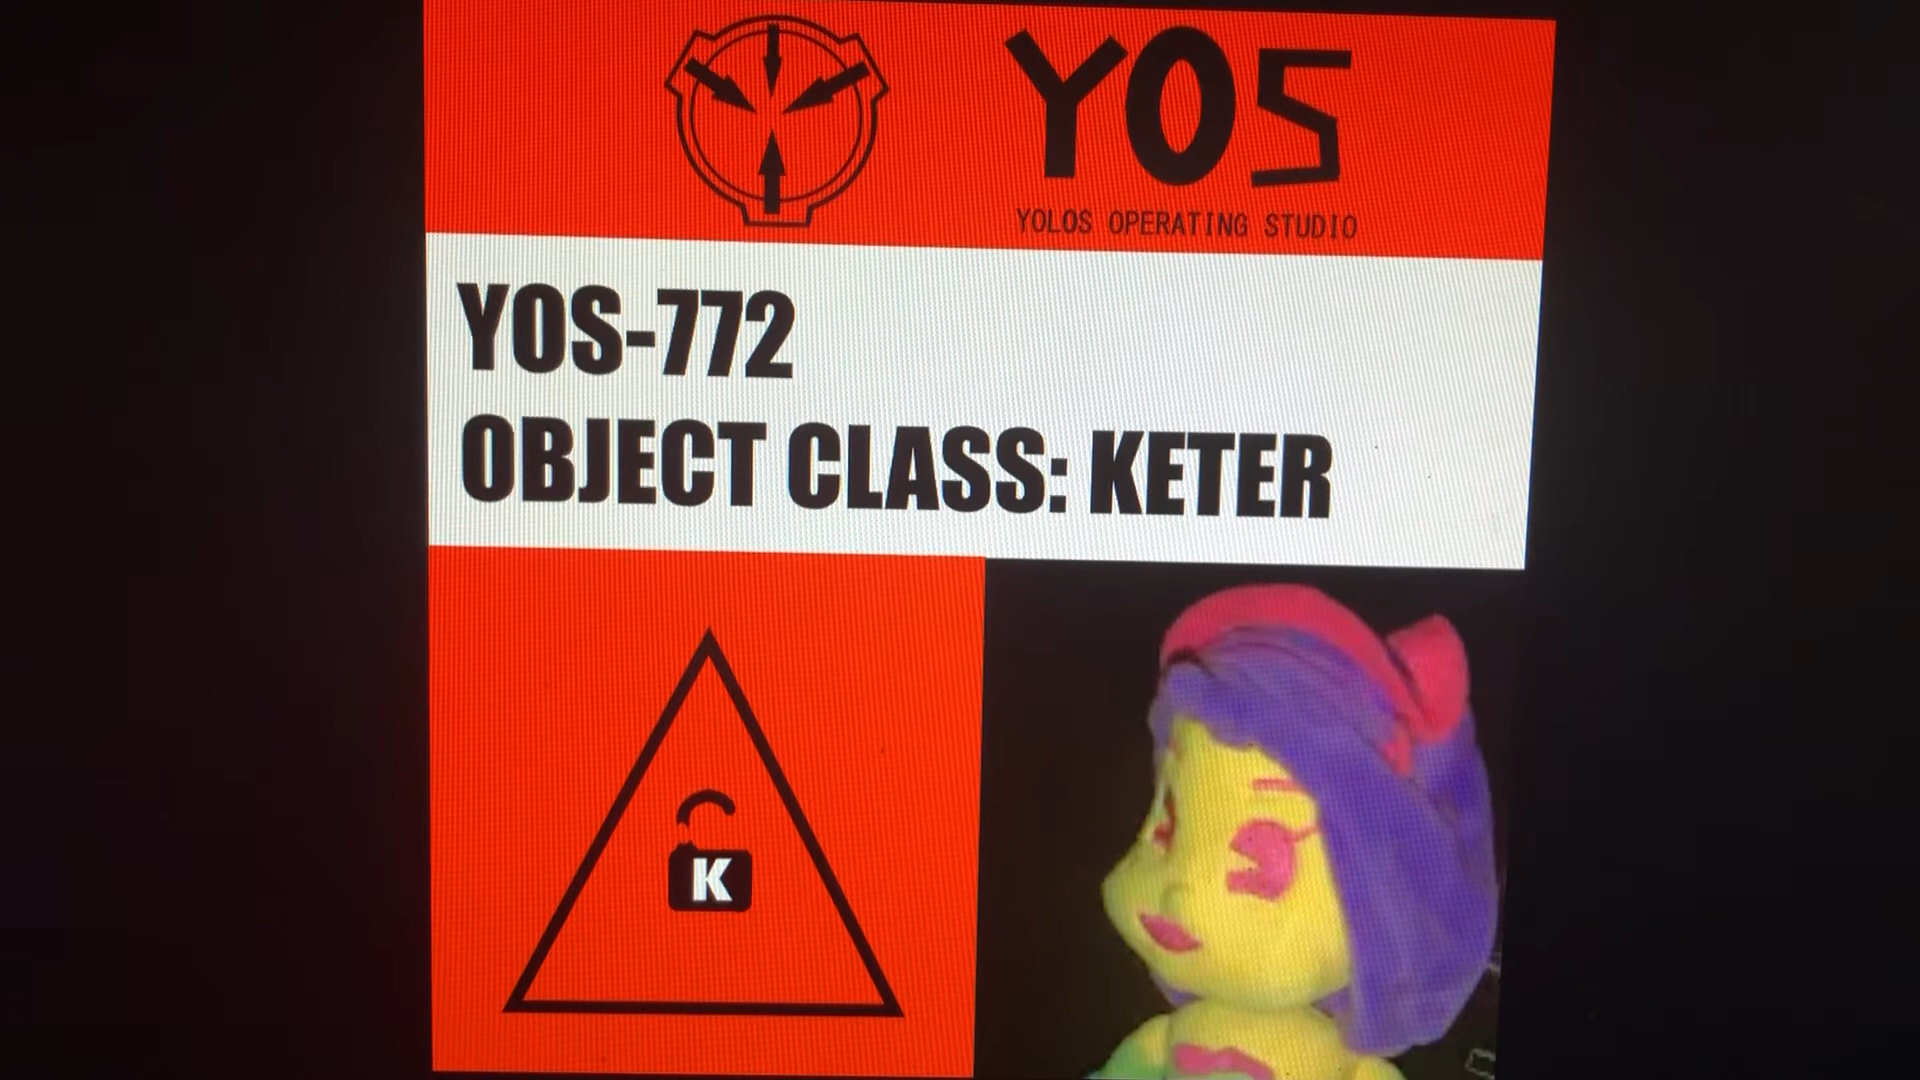 YOS
YOLOS OPERATING STUDIO
YOS-772
OBJECT CLASS: KETER
K